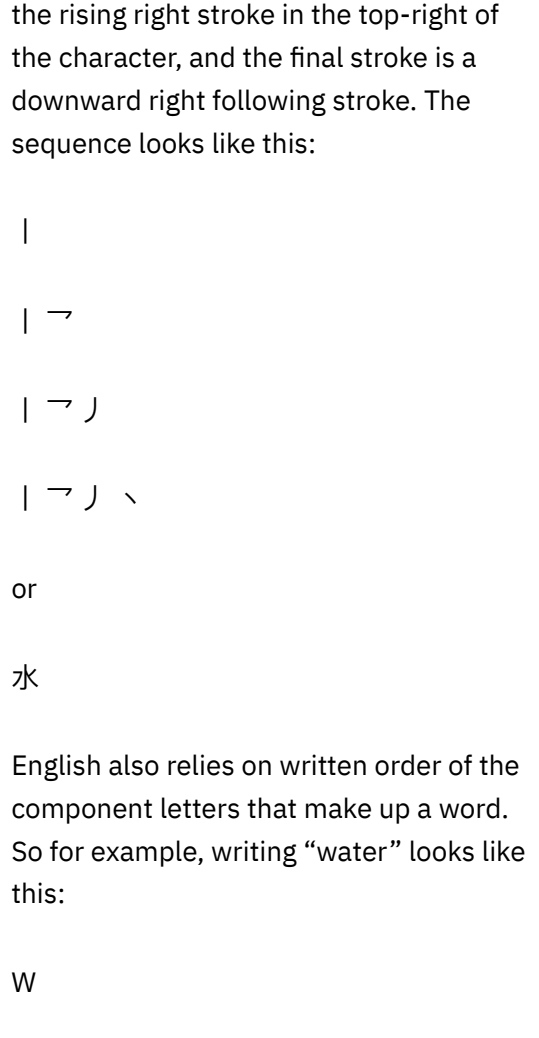 the rising right stroke in the top-right of
the character, and the final stroke is a
downward right following stroke. The
sequence looks like this:
丨
丨 乛
丨 乛 丿
丨 乛 丿 丶
or
水
English also relies on written order of the
component letters that make up a word.
So for example, writing “water” looks like
this:
W